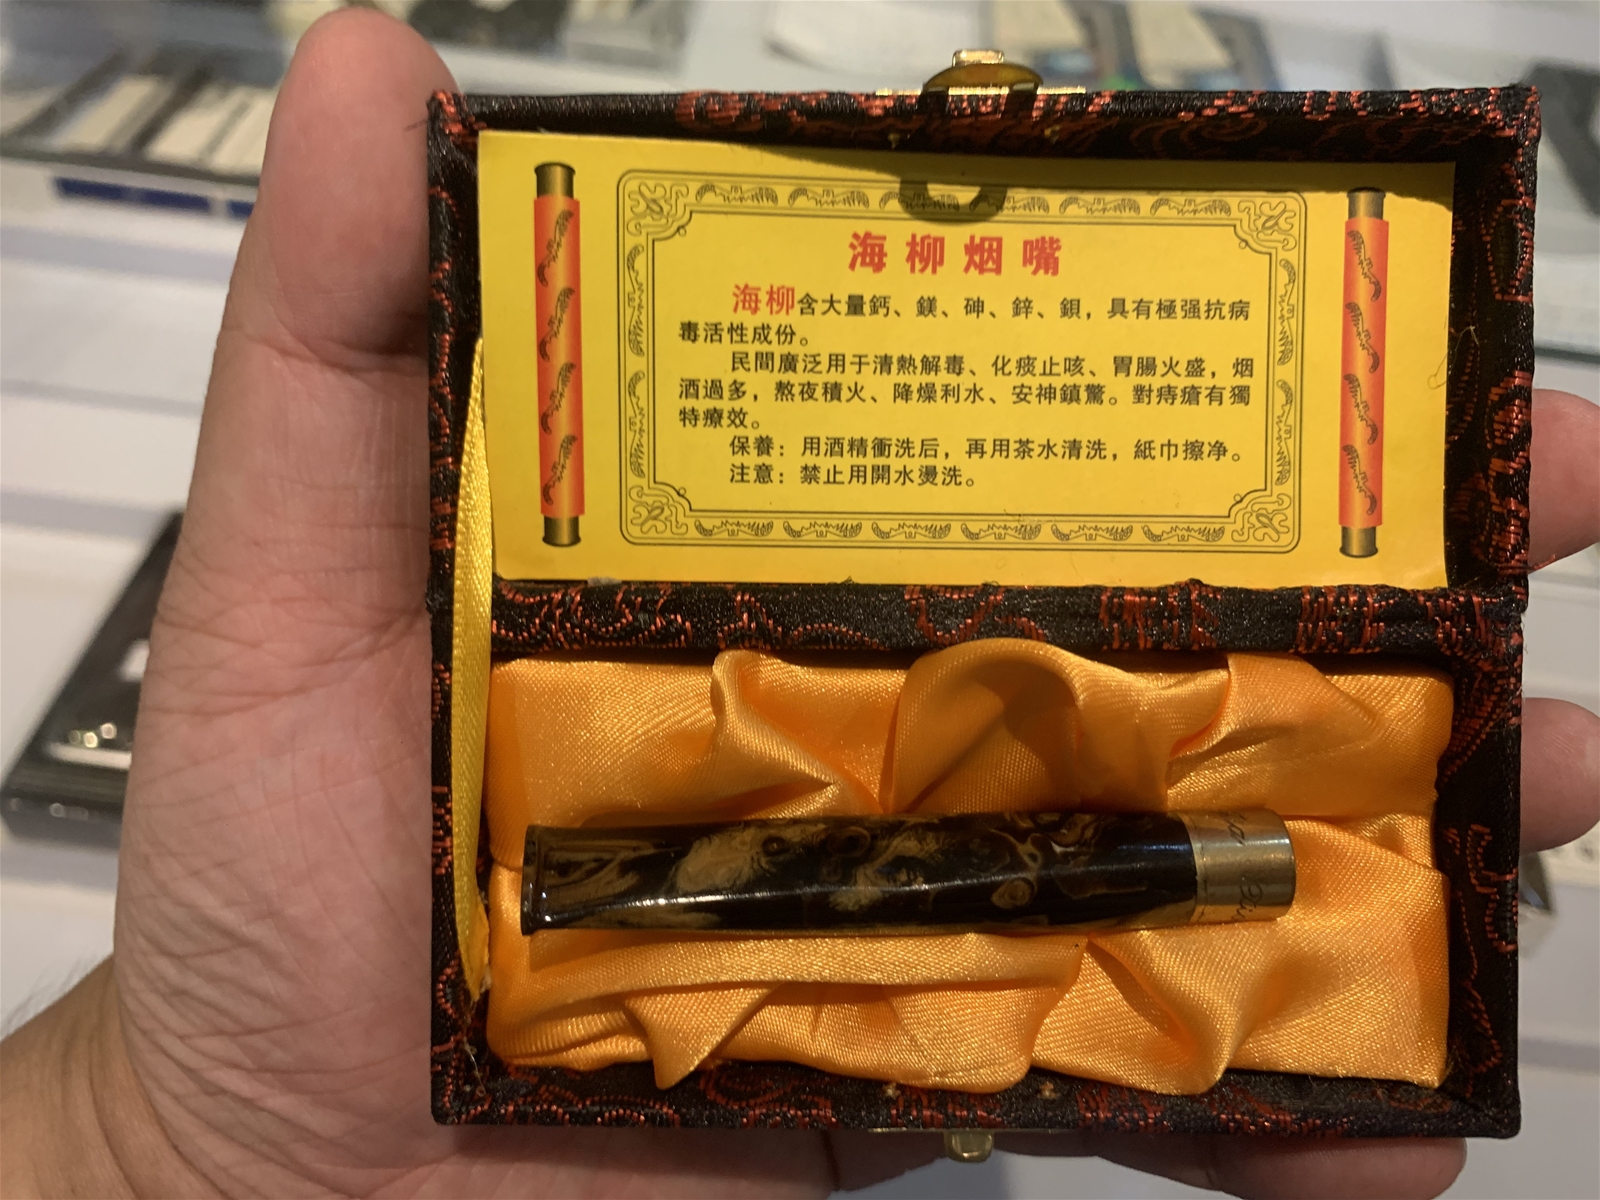 海柳烟嘴
海柳含大量鈣、鎂、砷、鋅、鋇，具有極强抗病
毒活性成份。
民間廣泛用于清熱解毒、化痰止咳、胃腸火盛，烟
酒過多，熬夜積火、降燥利水、安神鎮驚。對痔瘡有獨
特療效。
保養：用酒精衝洗后，再用茶水清洗，紙巾擦净。
注意：禁止用開水燙洗。